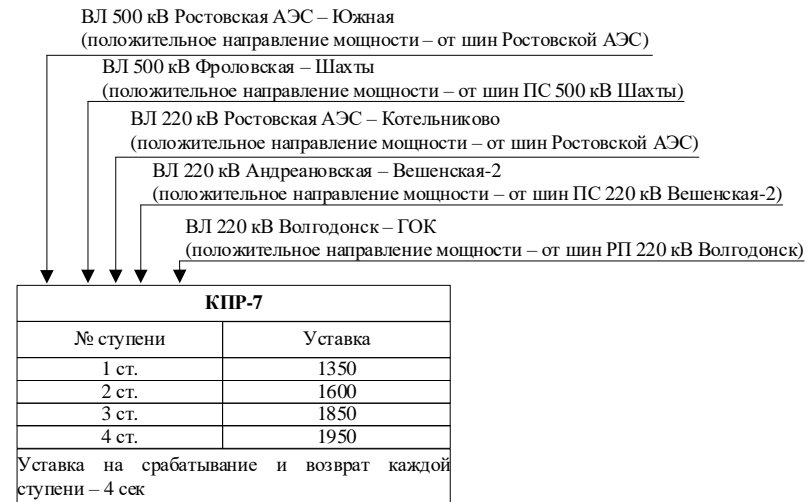 ВЛ 500 кВ Ростовская АЭС – Южная
(положительное направление мощности – от шин Ростовской АЭС)
ВЛ 500 кВ Фроловская – Шахты
(положительное направление мощности – от шин ПС 500 кВ Шахты)
ВЛ 220 кВ Ростовская АЭС – Котельниково
(положительное направление мощности – от шин Ростовской АЭС)
ВЛ 220 кВ Андреановская – Вешенская-2
(положительное направление мощности – от шин ПС 220 кВ Вешенская-2)
ВЛ 220 кВ Волгодонск – ГОК
(положительное направление мощности – от шин РП 220 кВ Волгодонск)
КПР-7
№ ступени Уставка
1 ст. 1350
2 ст. 1600
3 ст. 1850
4 ст. 1950
Уставка на срабатывание и возврат каждой
ступени – 4 сек